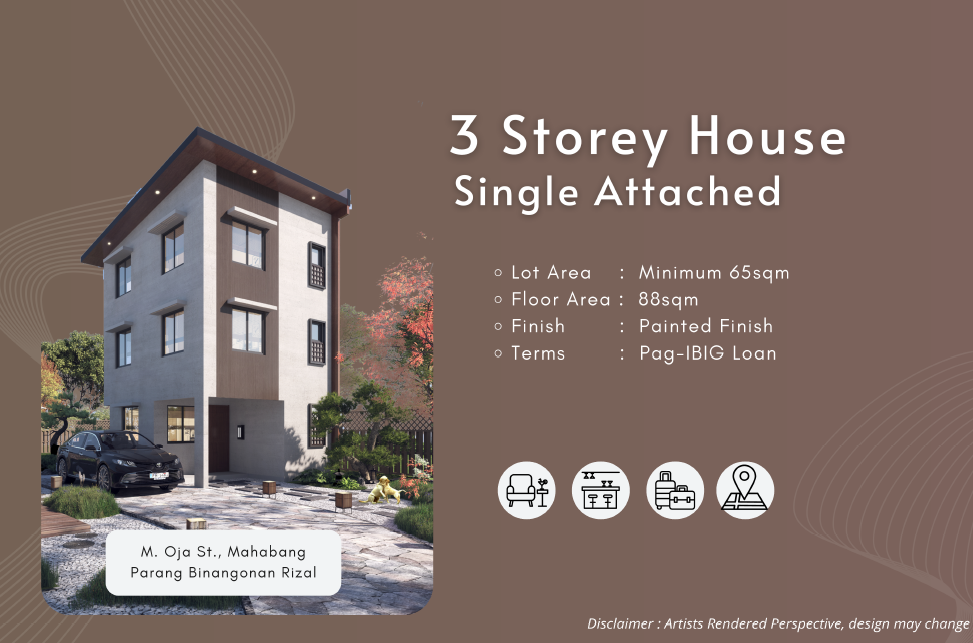 3 Storey House
Single Attached
Lot Area : Minimum 65sqm
Floor Area : 88sqm
Finish : Painted Finish
Terms : Pag-IBIG Loan
M. Oja St., Mahabang
Parang Binangonan Rizal
Disclaimer : Artists Rendered Perspective, design may change